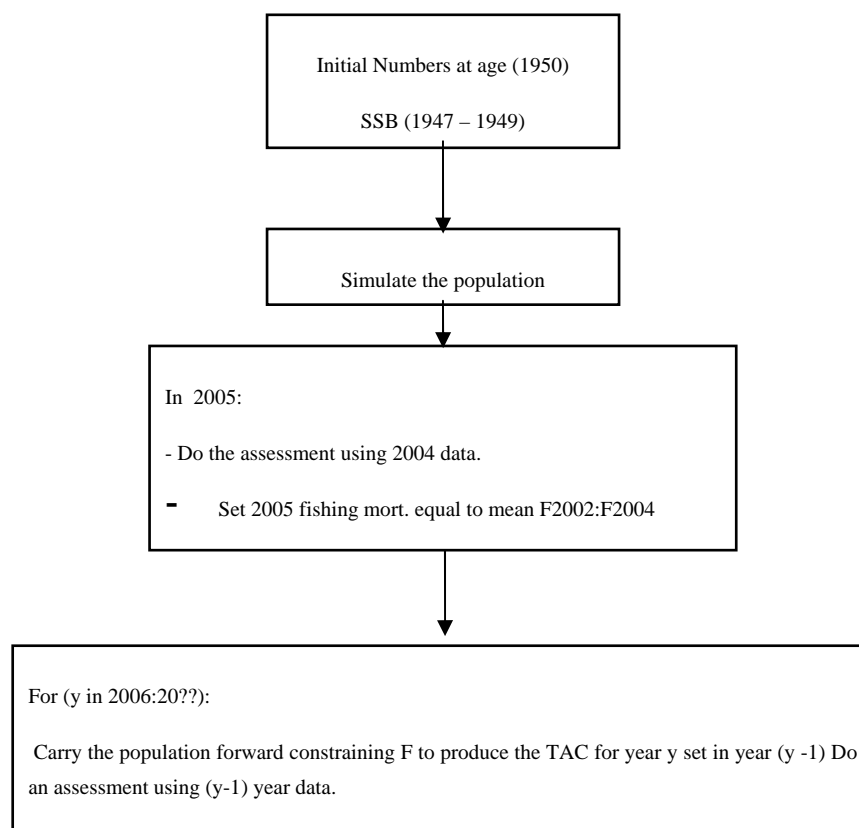 Initial Numbers at age (1950)
SSB (1947 – 1949)
Simulate the population
In  2005:
- Do the assessment using 2004 data.
- Set 2005 fishing mort. equal to mean F2002:F2004
For (y in 2006:20??):
Carry the population forward constraining F to produce the TAC for year y set in year (y -1) Do
an assessment using (y-1) year data.